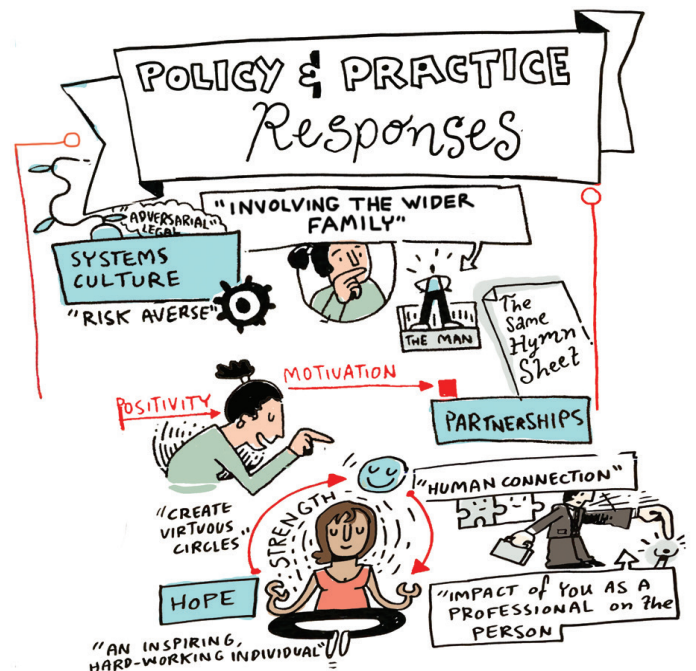 POLICY & PRACTICE
Responses
"INVOLVING THE WIDER
FAMILY"
"ADVERSARIAL"
LEGAL
SYSTEMS
CULTURE
"RISK AVERSE"
THE MAN
The
Same
Hymn
Sheet!
POSITIVITY
MOTIVATION
PARTNERSHIPS
"CREATE
VIRTUOUS
CIRCLES"
STRENGTH
"HUMAN CONNECTION"
HOPE
"IMPACT of YOU AS A
PROFESSIONAL on the
PERSON
"AN INSPIRING,
HARD-WORKING INDIVIDUAL"